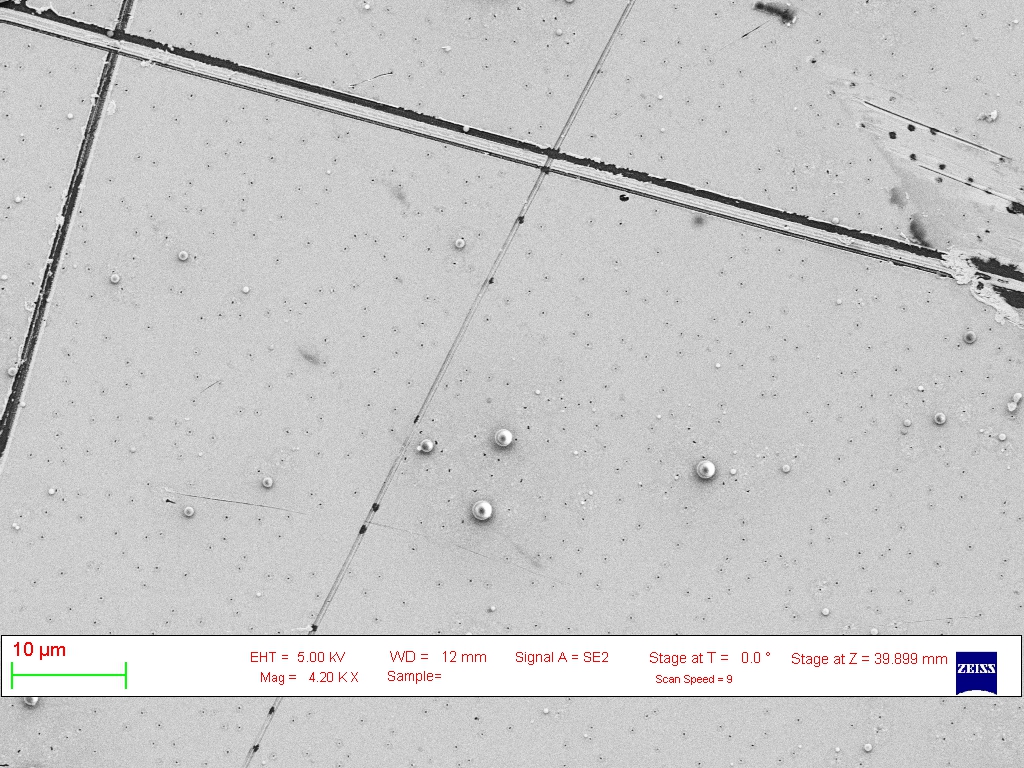 10 µm
EHT = 5.00 kV WD = 12 mm Signal A = SE2 Stage at T = 0.0 ° Stage at Z = 39.899 mm
Mag = 4.20 K X Sample= Scan Speed = 9
ZEISS